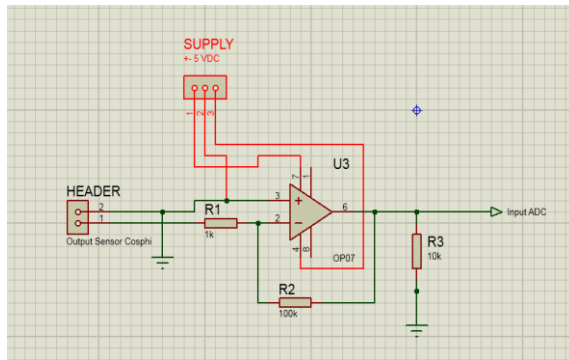 SUPPLY
+- 5 VDC
1
2
3
U3
7
1
HEADER
2
1
Output Sensor Cosphi
R1
1k
3
2
6
4
8
OP07
Input ADC
R3
10k
R2
100k